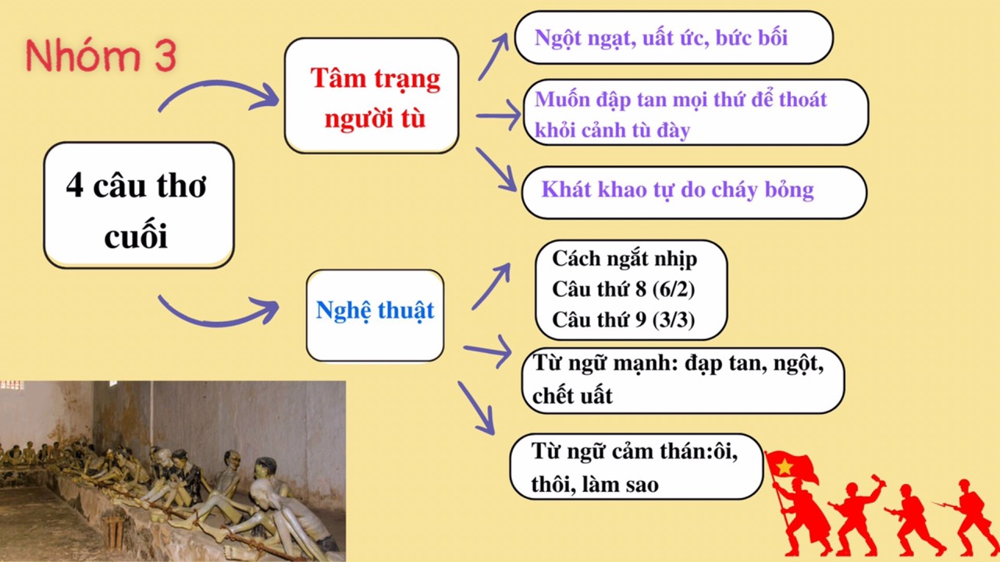 Nhóm 3
4 câu thơ
cuối
Tâm trạng
người tù
Ngột ngạt, uất ức, bức bối
Muốn đập tan mọi thứ để thoát
khỏi cảnh tù đày
Khát khao tự do cháy bỏng
Nghệ thuật
Cách ngắt nhịp
Câu thứ 8 (6/2)
Câu thứ 9 (3/3)
Từ ngữ mạnh: đạp tan, ngột,
chết uất
Từ ngữ cảm thán:ôi,
thôi, làm sao